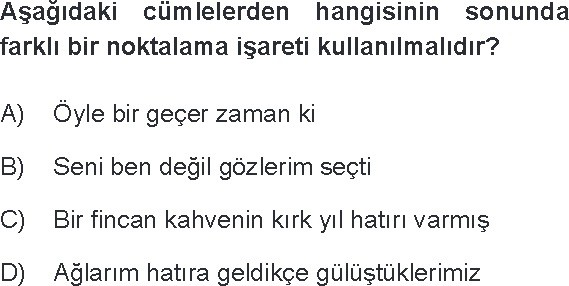 Aşağıdaki cümlelerden hangisinin sonunda
farklı bir noktalama işareti kullanılmalıdır?
A) Öyle bir geçer zaman ki
B) Seni ben değil gözlerim seçti
C) Bir fincan kahvenin kırk yıl hatırı varmış
D) Ağlarım hatıra geldikçe gülüştüklerimiz